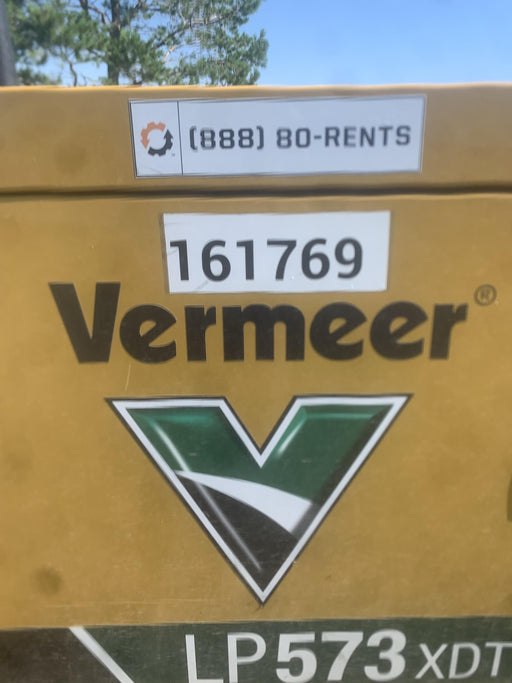 (888) 80-RENTS
161769
Vermeer®
LP573XDT